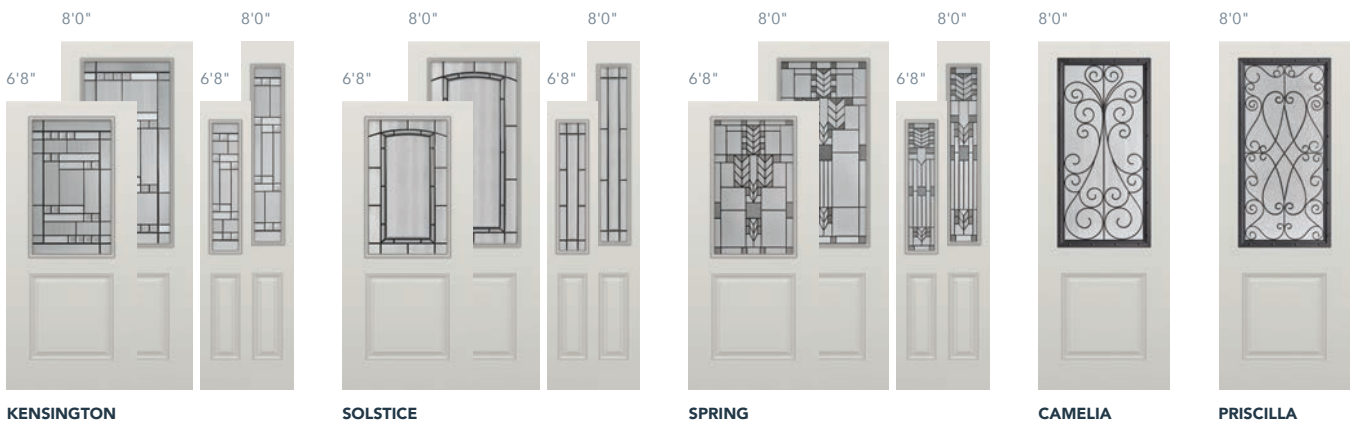 8'0" 8'0" 8'0" 8'0" 8'0" 8'0" 8'0" 8'0"
6'8" 6'8" 6'8" 6'8" 6'8" 6'8"
KENSINGTON SOLSTICE SPRING CAMELIA PRISCILLA